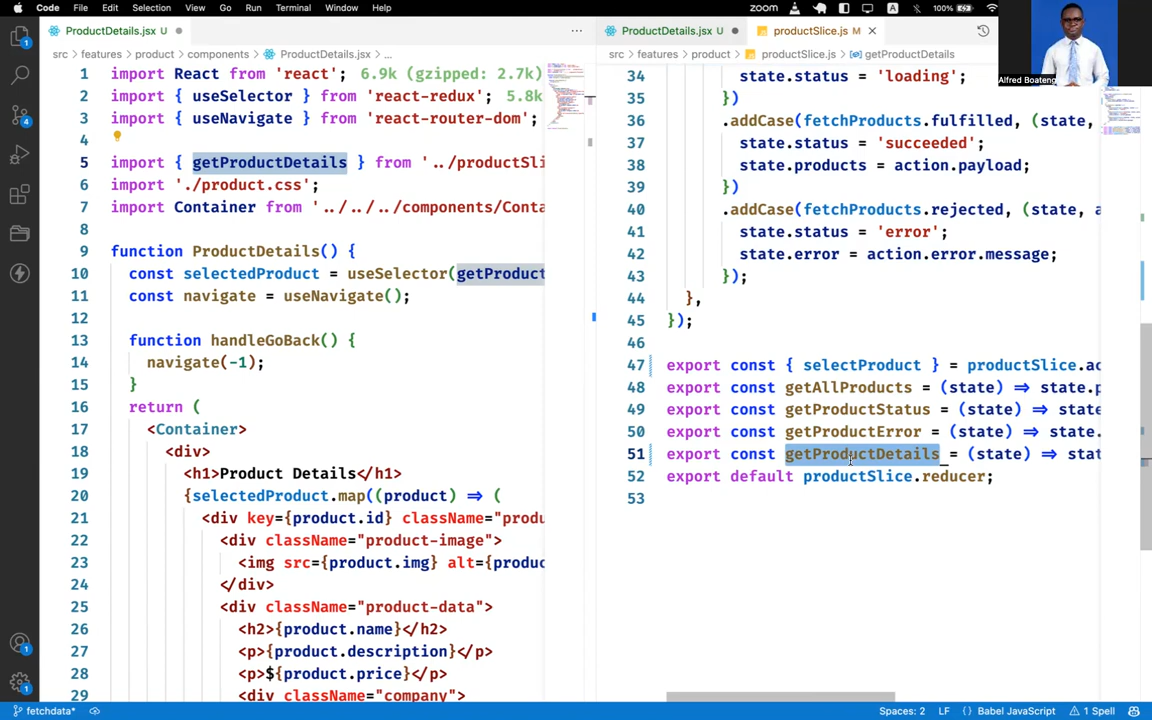 Code File Edit Selection View Go Run Terminal Window Help zoom A 100%
ProductDetails.jsx U
src > features > product > components > ProductDetails.jsx > ...
1 import React from 'react'; 6.9k (gzipped: 2.7k)
2 import { useSelector } from 'react-redux'; 5.8k
3 import { useNavigate } from 'react-router-dom';
4
5 import { getProductDetails } from '../productSli
6 import './product.css';
7 import Container from '../../../components/Conta
8
9 function ProductDetails() {
10 const selectedProduct = useSelector(getProduct
11 const navigate = useNavigate();
12
13 function handleGoBack() {
14 navigate(-1);
15 }
16 return (
17 <Container>
18 <div>
19 <h1>Product Details</h1>
20 {selectedProduct.map((product) => (
21 <div key={product.id} className="produ
22 <div className="product-image">
23 <img src={product.img} alt={produc
24 </div>
25 <div className="product-data">
26 <h2>{product.name}</h2>
27 <p>{product.description}</p>
28 <p>${product.price}</p>
29 <div className="company">
ProductDetails.jsx U
productSlice.js M
src > features > product > productSlice.js > getProductDetails
34 state.status = 'loading';
35 })
36 .addCase(fetchProducts.fulfilled, (state,
37 state.status = 'succeeded';
38 state.products = action.payload;
39 })
40 .addCase(fetchProducts.rejected, (state, a
41 state.status = 'error';
42 state.error = action.error.message;
43 });
44 },
45 });
46
47 export const { selectProduct } = productSlice.ac
48 export const getAllProducts = (state) => state.p
49 export const getProductStatus = (state) => state
50 export const getProductError = (state) => state.
51 export const getProductDetails = (state) => stat
52 export default productSlice.reducer;
53
Alfred Boateng
1
4
1
1
fetchdata* Spaces: 2 LF {} Babel JavaScript 1 Spell